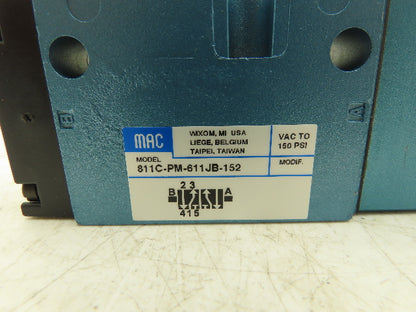 B
A
MAC
WIXOM, MI USA
LIEGE, BELGIUM
TAIPEI, TAIWAN
VAC TO
150 PSI
MODEL
811C-PM-611JB-152
MODIF.
2 3
B A
4 1 5